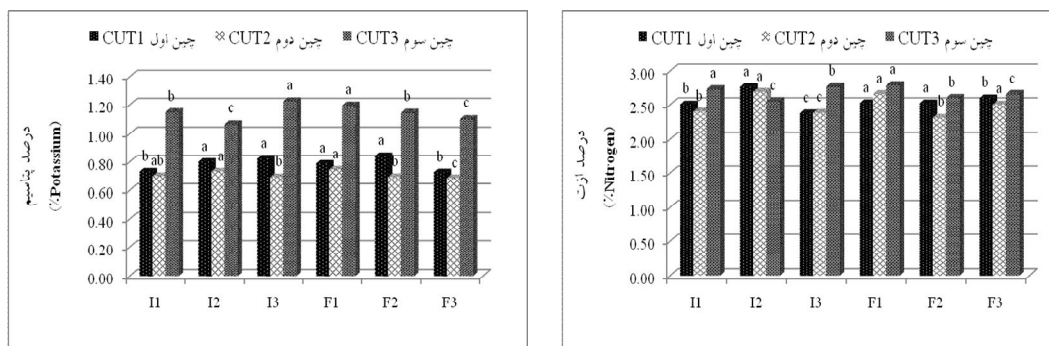 CUT1 چین اول CUT2 چین دوم CUT3 چین سوم
1.40
1.20
1.00
0.80
0.60
0.40
0.20
0.00
درصد پتاسیم
(٪.Potassium)
b ab b
a a c
a b a
a a a
a b b
b c c
I1 I2 I3 F1 F2 F3
CUT1 چین اول CUT2 چین دوم CUT3 چین سوم
3.00
2.50
2.00
1.50
1.00
0.50
0.00
درصد ازت
(٪.Nitrogen)
b b a
a a c
c c b
a a a
a b b
b a c
I1 I2 I3 F1 F2 F3